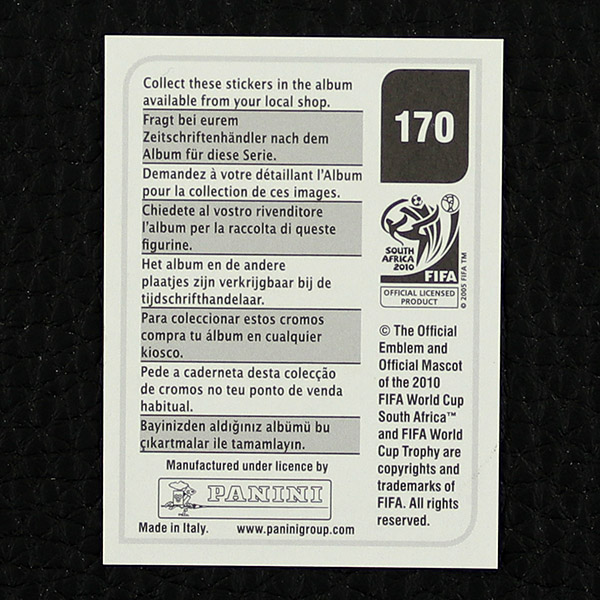 Collect these stickers in the album
available from your local shop.
Fragt bei eurem
Zeitschriftenhändler nach dem
Album für diese Serie.
Demandez à votre détaillant l'Album
pour la collection de ces images.
Chiedete al vostro rivenditore
l'album per la raccolta di queste
figurine.
Het album en de andere
plaatjes zijn verkrijgbaar bij de
tijdschrifthandelaar.
Para coleccionar estos cromos
compra tu álbum en cualquier
kiosco.
Pede a caderneta desta colecção
de cromos no teu ponto de venda
habitual.
Bayinizden aldığınız albümü bu
çıkartmalar ile tamamlayın.
Manufactured under licence by
PANINI
Made in Italy. www.paninigroup.com
170
SOUTH
AFRICA
2010
FIFA
OFFICIAL LICENSED
PRODUCT
© 2005 FIFA TM
© The Official
Emblem and
Official Mascot
of the 2010
FIFA World Cup
South Africa™
and FIFA World
Cup Trophy are
copyrights and
trademarks of
FIFA. All rights
reserved.